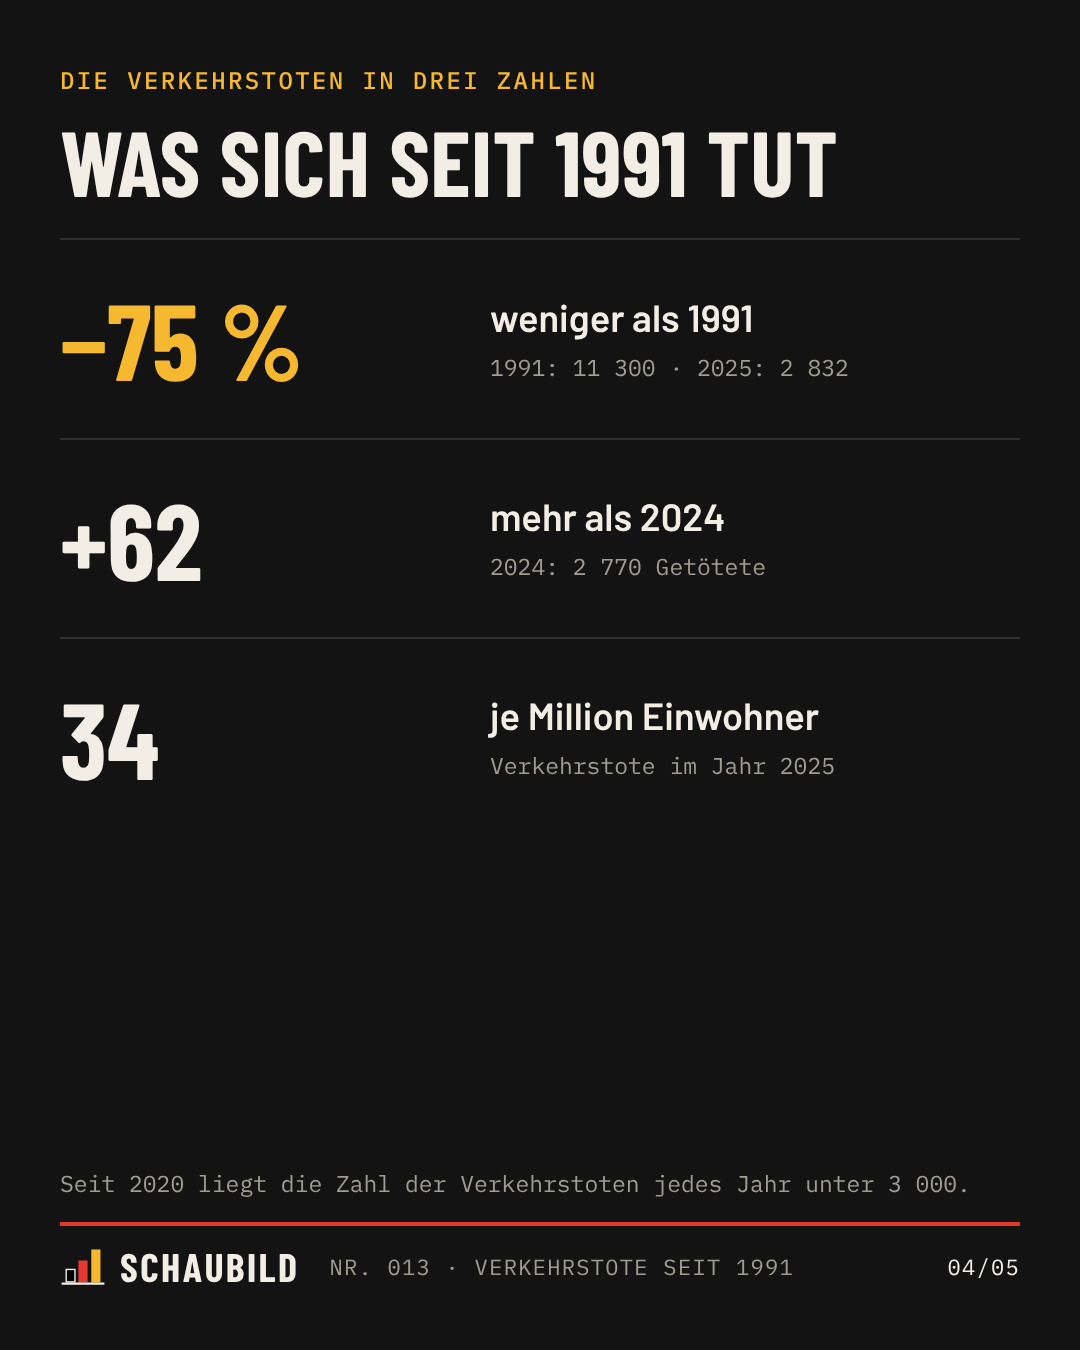 DIE VERKEHRSTOTEN IN DREI ZAHLEN
WAS SICH SEIT 1991 TUT
−75 %
weniger als 1991
1991: 11 300 · 2025: 2 832
+62
mehr als 2024
2024: 2 770 Getötete
34
je Million Einwohner
Verkehrstote im Jahr 2025
Seit 2020 liegt die Zahl der Verkehrstoten jedes Jahr unter 3 000.
SCHAUBILD NR. 013 · VERKEHRSTOTE SEIT 1991 04/05